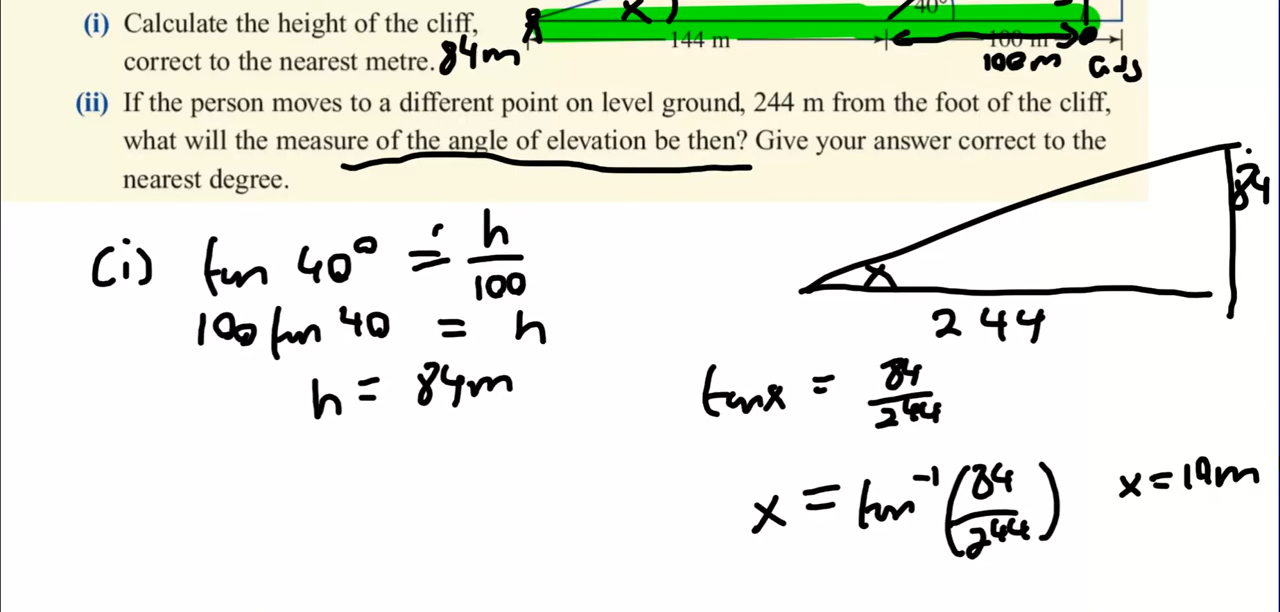 (i) Calculate the height of the cliff,
correct to the nearest metre. 84m
x 40°
144 m 100 m
100m adj
(ii) If the person moves to a different point on level ground, 244 m from the foot of the cliff,
what will the measure of the angle of elevation be then? Give your answer correct to the
nearest degree.
(i) tan 40° = h/100
100 tan 40 = h
h = 84m
84
x
244
tan x = 84/244
x = tan⁻¹(84/244)
x = 19m